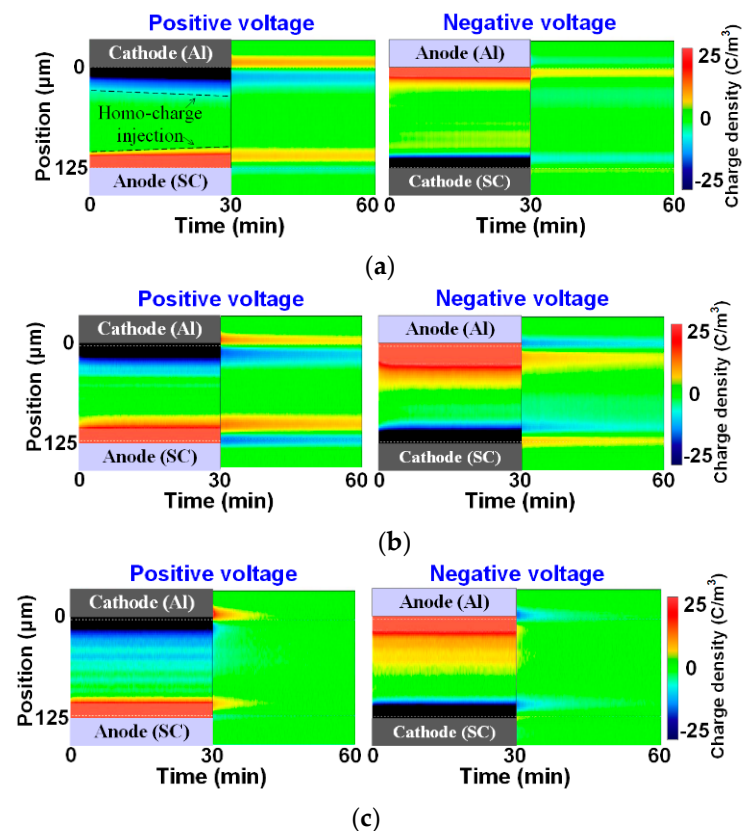 Positive voltage
Negative voltage
Cathode (Al)
Anode (Al)
Homo-charge
injection
Anode (SC)
Cathode (SC)
Position (μm)
0
125
0
30
60
0
30
60
Time (min)
Time (min)
25
0
-25
Charge density (C/m³)
(a)
Positive voltage
Negative voltage
Cathode (Al)
Anode (Al)
Anode (SC)
Cathode (SC)
Position (μm)
0
125
0
30
60
0
30
60
Time (min)
Time (min)
25
0
-25
Charge density (C/m³)
(b)
Positive voltage
Negative voltage
Cathode (Al)
Anode (Al)
Anode (SC)
Cathode (SC)
Position (μm)
0
125
0
30
60
0
30
60
Time (min)
Time (min)
25
0
-25
Charge density (C/m³)
(c)